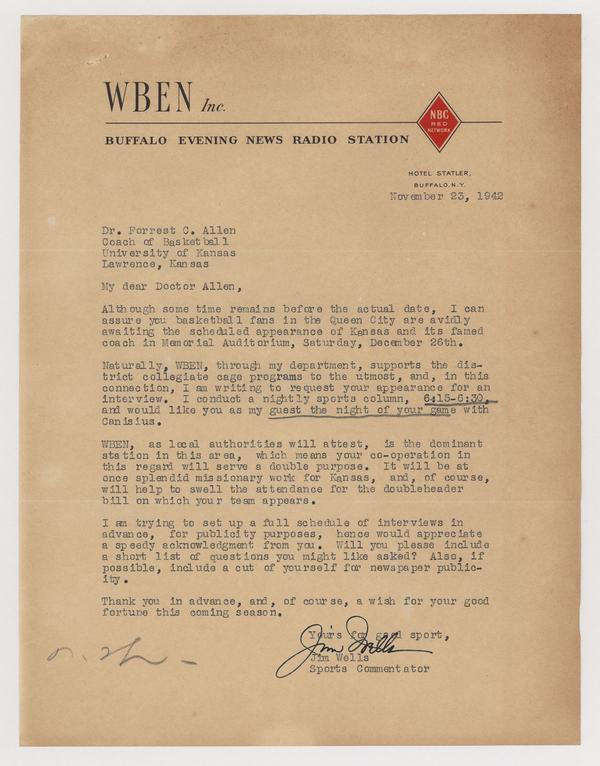 WBEN Inc.
NBC
RED
NETWORK
BUFFALO EVENING NEWS RADIO STATION
HOTEL STATLER,
BUFFALO, N.Y.
November 23, 1942
Dr. Forrest C. Allen
Coach of Basketball
University of Kansas
Lawrence, Kansas
My dear Doctor Allen,
Although some time remains before the actual date, I can
assure you basketball fans in the Queen City are avidly
awaiting the scheduled appearance of Kansas and its famed
coach in Memorial Auditorium, Saturday, December 26th.
Naturally, WBEN, through my department, supports the dis-
trict collegiate cage programs to the utmost, and, in this
connection, I am writing to request your appearance for an
interview. I conduct a nightly sports column, 6:15-6:30,
and would like you as my guest the night of your game with
Canisius.
WBEN, as local authorities will attest, is the dominant
station in this area, which means your co-operation in
this regard will serve a double purpose. It will be at
once splendid missionary work for Kansas, and, of course,
will help to swell the attendance for the doubleheader
bill on which your team appears.
I am trying to set up a full schedule of interviews in
advance, for publicity purposes, hence would appreciate
a speedy acknowledgment from you. Will you please include
a short list of questions you might like asked? Also, if
possible, include a cut of yourself for newspaper public-
ity.
Thank you in advance, and, of course, a wish for your good
fortune this coming season.
Your's for good sport,
Jim Wells
Jim Wells
Sports Commentator